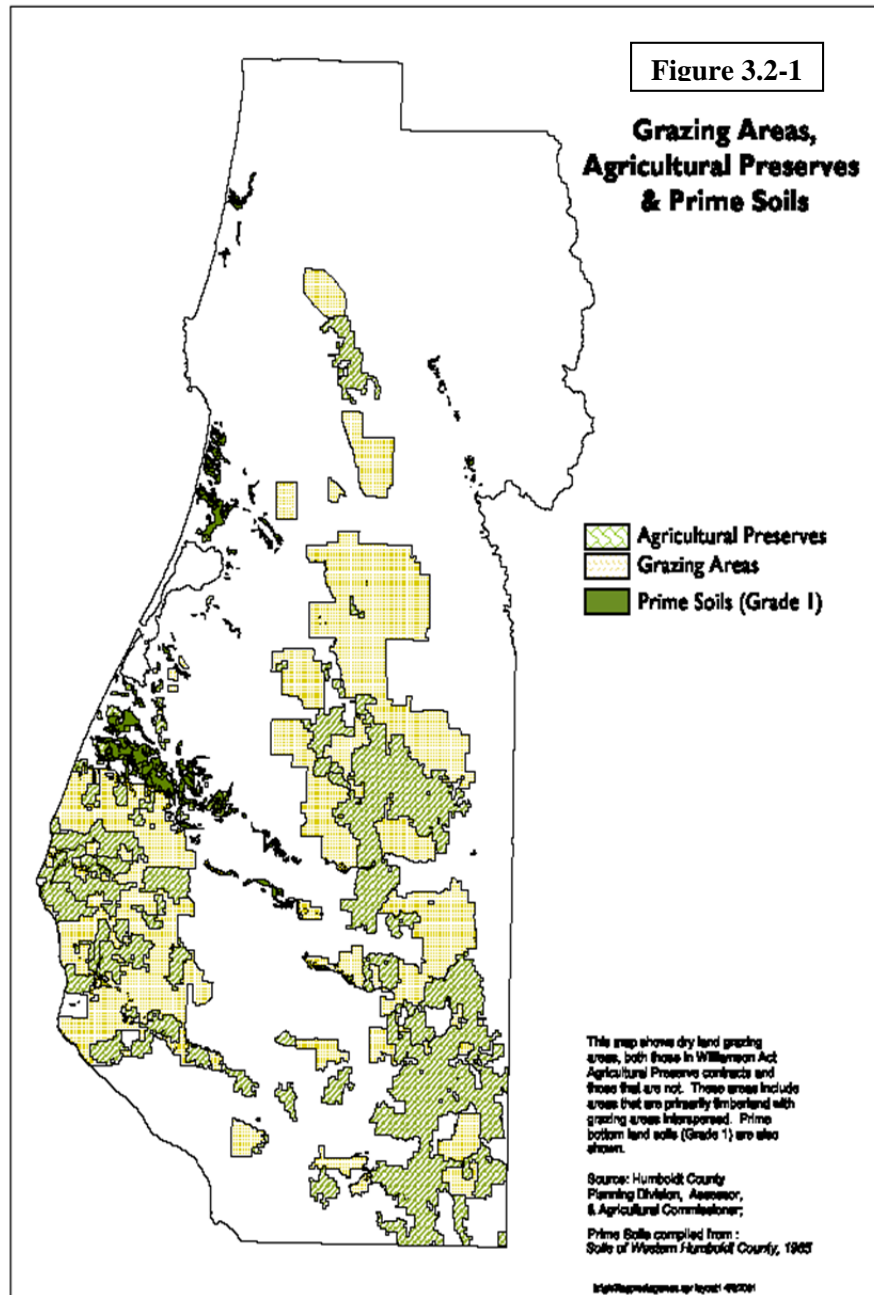 Figure 3.2-1
Grazing Areas,
Agricultural Preserves
& Prime Soils
Agricultural Preserves
Grazing Areas
Prime Soils (Grade 1)
This map shows dry land grazing
areas, both those in Williamson Act
Agricultural Preserve contracts and
those that are not. These areas include
areas that are primarily timberland with
grazing areas interspersed. Prime
bottom land soils (Grade 1) are also
shown.
Source: Humboldt County
Planning Division, Assessor,
& Agricultural Commissioner;
Prime Soils compiled from :
Soils of Western Humboldt County, 1965